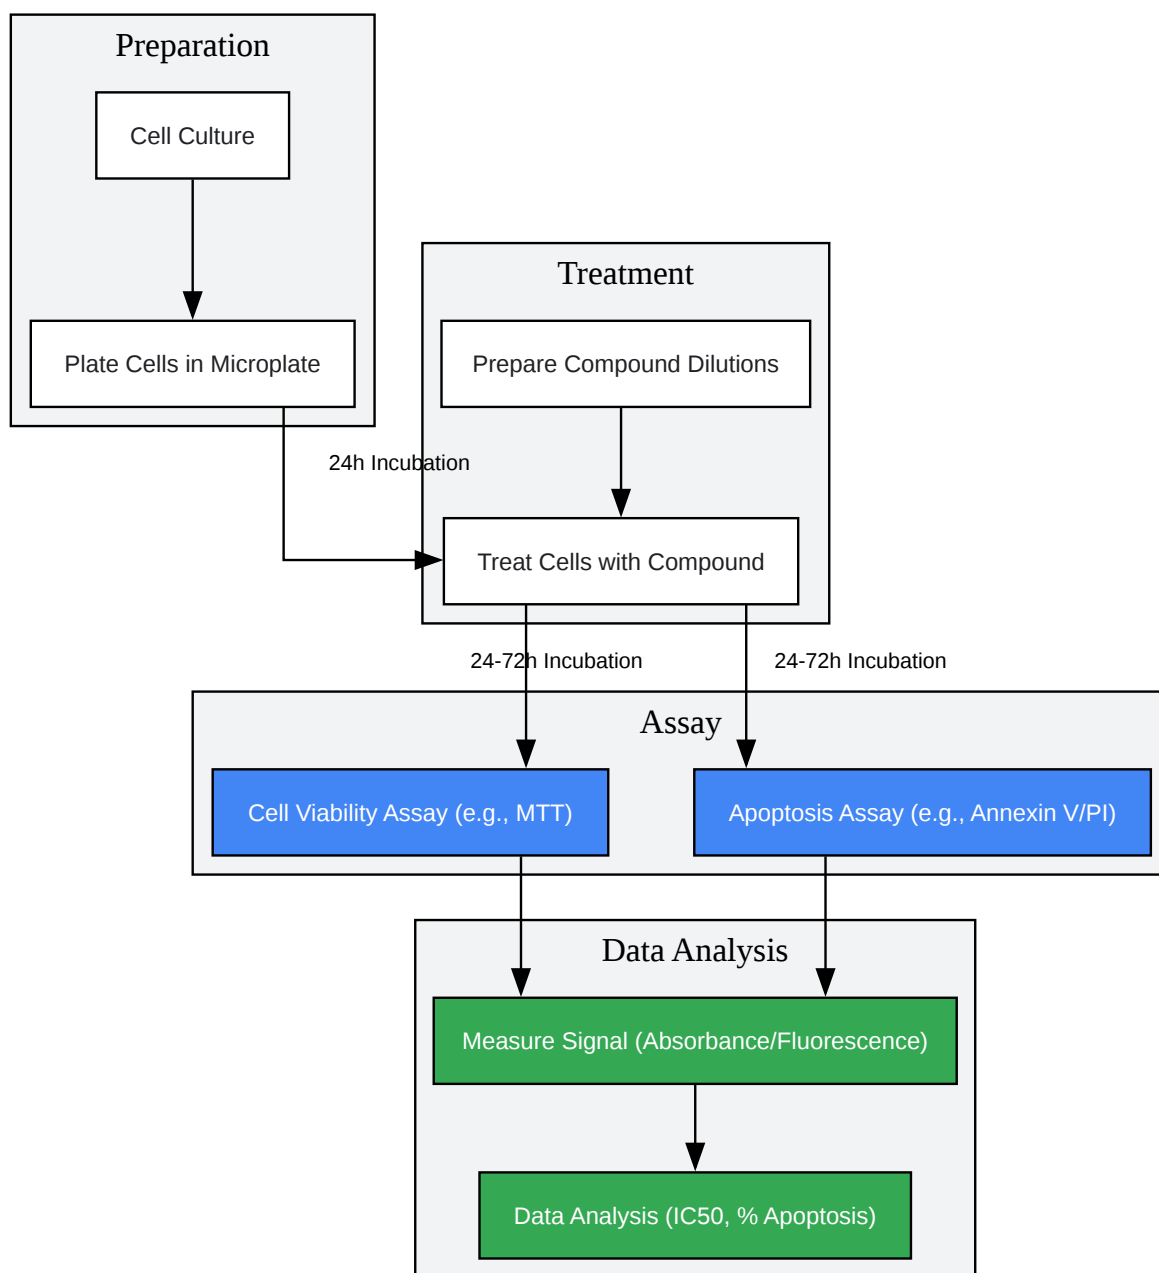 Preparation
Cell Culture
Plate Cells in Microplate
Treatment
Prepare Compound Dilutions
24h Incubation
Treat Cells with Compound
24-72h Incubation
24-72h Incubation
Assay
Cell Viability Assay (e.g., MTT)
Apoptosis Assay (e.g., Annexin V/PI)
Data Analysis
Measure Signal (Absorbance/Fluorescence)
Data Analysis (IC50, % Apoptosis)